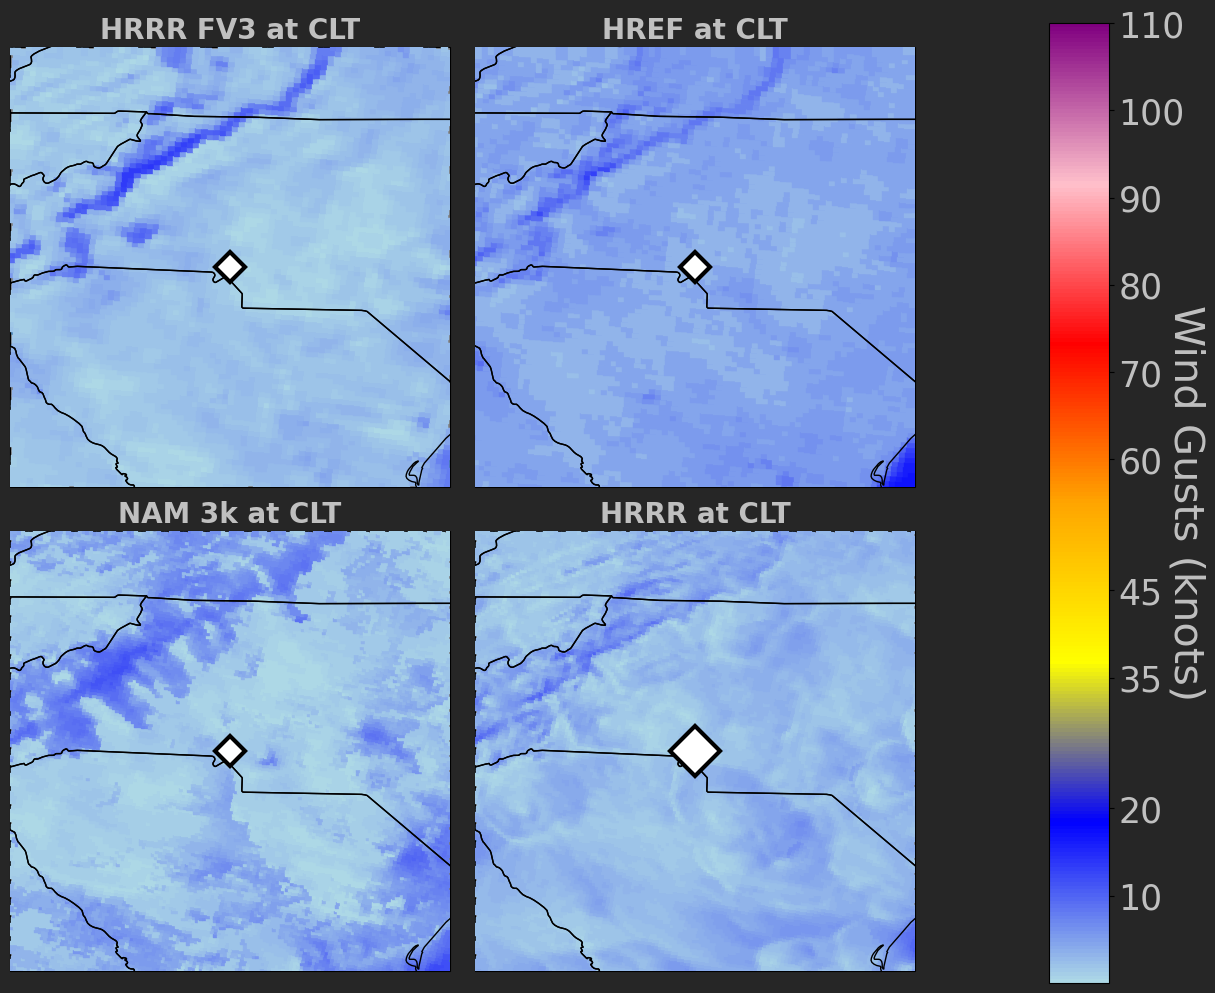 HRRR FV3 at CLT
HREF at CLT
NAM 3k at CLT
HRRR at CLT
110
100
90
80
70
60
45
35
20
10
Wind Gusts (knots)